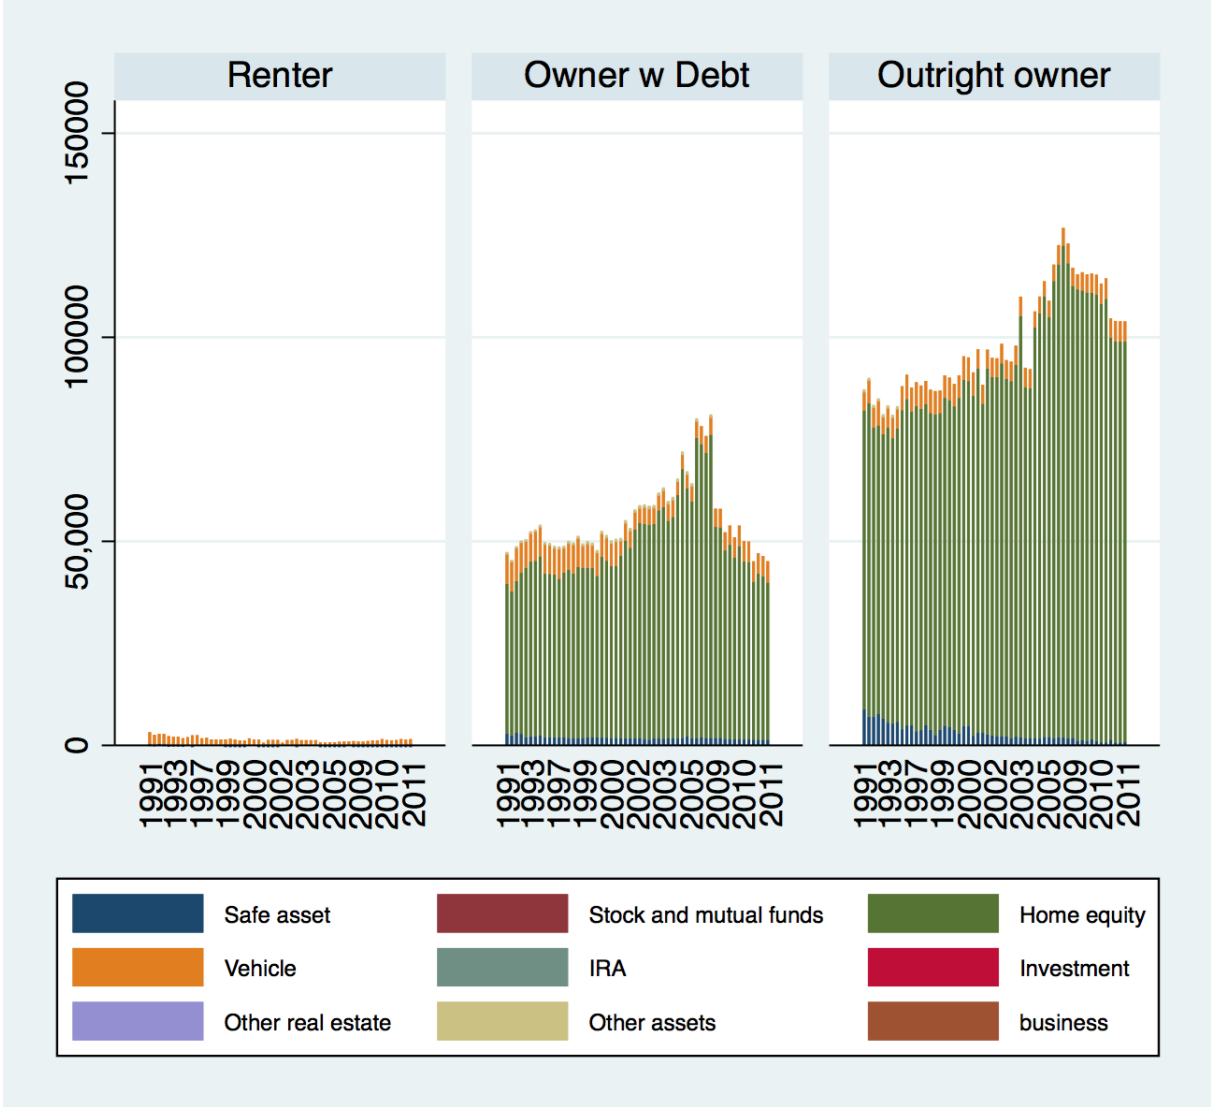 Renter Owner w Debt Outright owner
150000
100000
50,000
0
1991 1993 1997 1999 2000 2002 2003 2005 2009 2010 2011
1991 1993 1997 1999 2000 2002 2003 2005 2009 2010 2011
1991 1993 1997 1999 2000 2002 2003 2005 2009 2010 2011
Safe asset Stock and mutual funds Home equity
Vehicle IRA Investment
Other real estate Other assets business